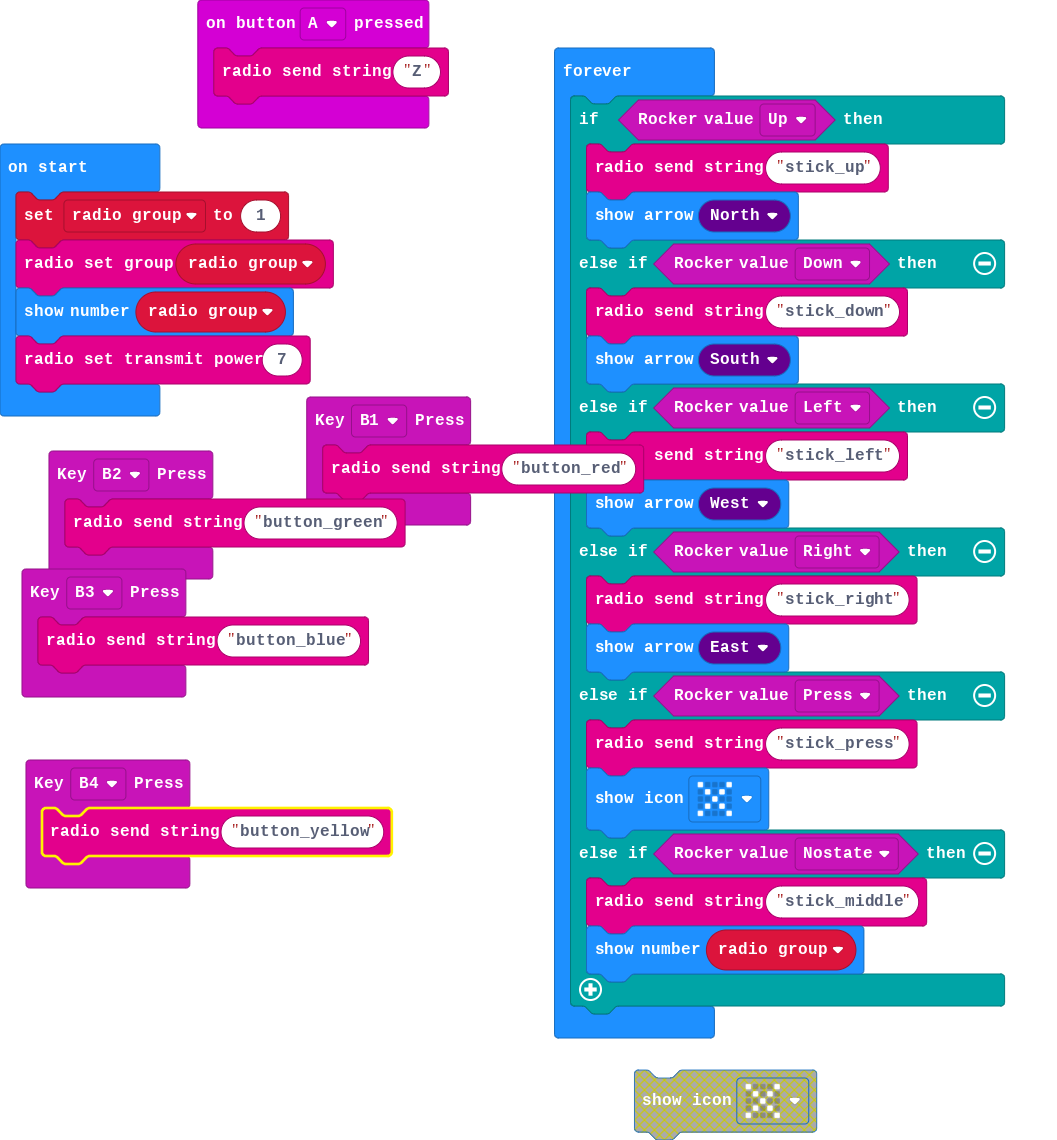 on button A pressed
radio send string "Z"
on start
set radio group to 1
radio set group radio group
show number radio group
radio set transmit power 7
Key B1 Press
radio send string "button_red"
Key B2 Press
radio send string "button_green"
Key B3 Press
radio send string "button_blue"
Key B4 Press
radio send string "button_yellow"
forever
if Rocker value Up then
radio send string "stick_up"
show arrow North
else if Rocker value Down then
radio send string "stick_down"
show arrow South
else if Rocker value Left then
send string "stick_left"
show arrow West
else if Rocker value Right then
radio send string "stick_right"
show arrow East
else if Rocker value Press then
radio send string "stick_press"
show icon
else if Rocker value Nostate then
radio send string "stick_middle"
show number radio group
show icon